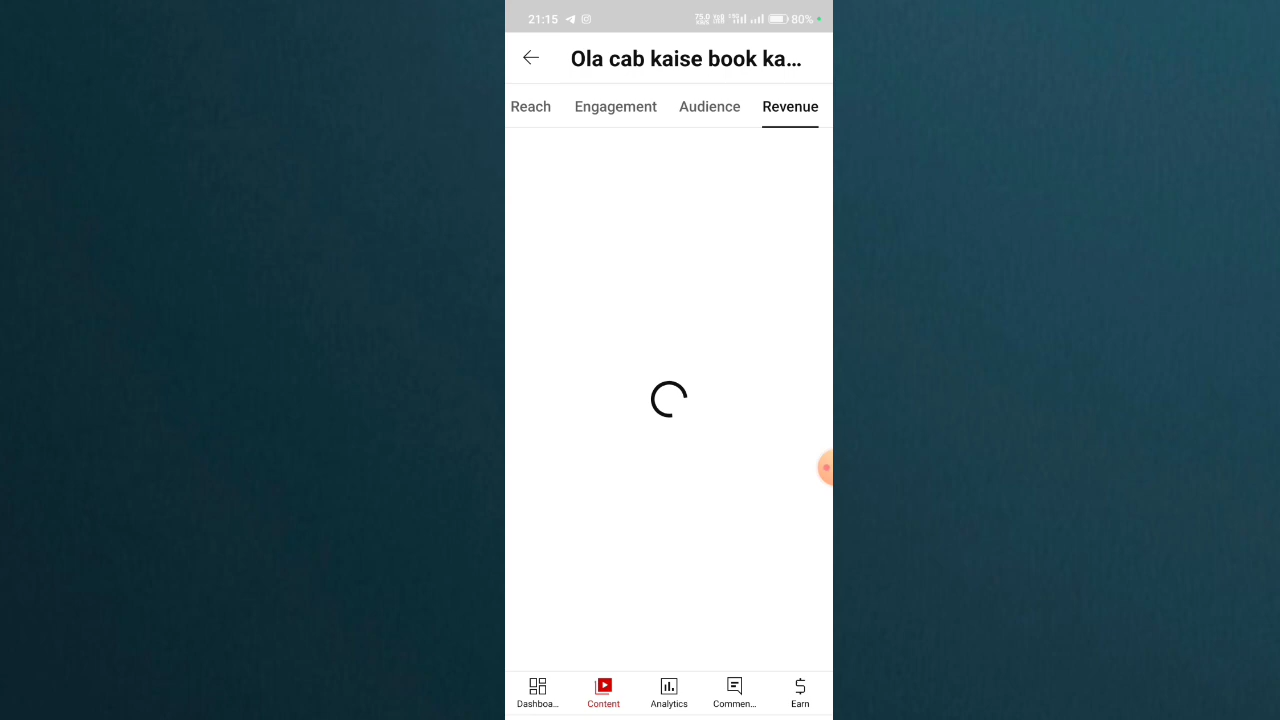 21:15 80%
Ola cab kaise book ka...
Reach Engagement Audience Revenue
Dashboa... Content Analytics Commen... Earn